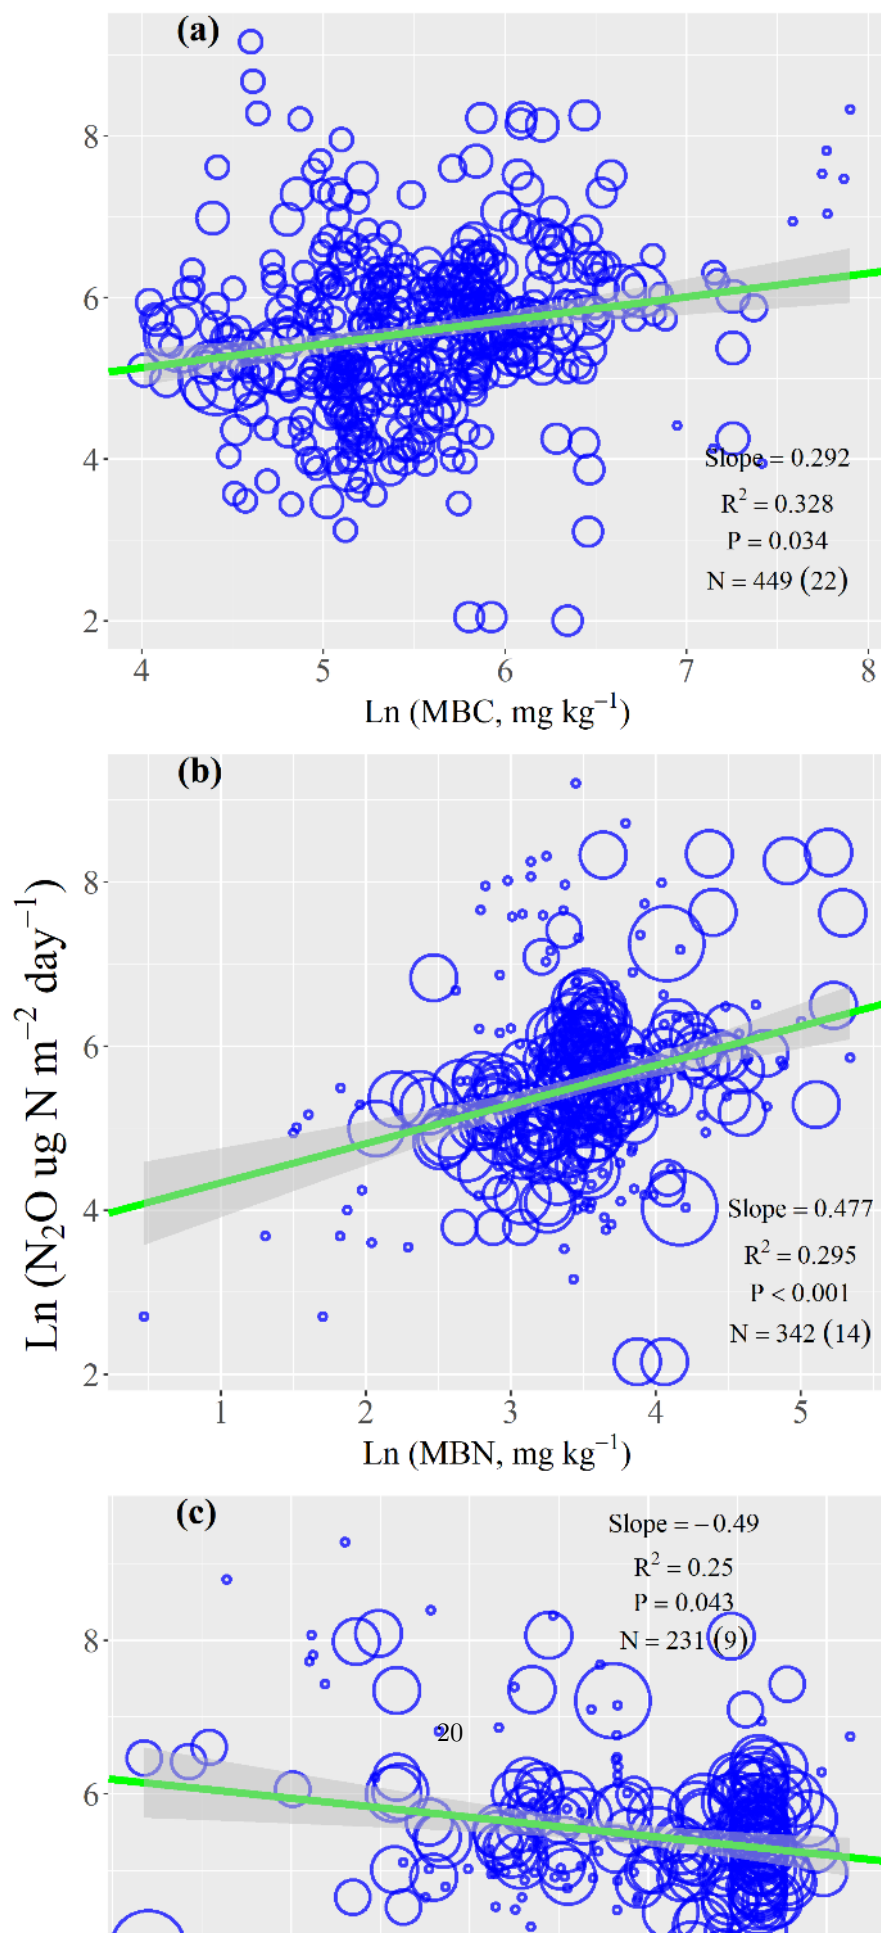 (a)
8
6
4
2
Slope = 0.292
R² = 0.328
P = 0.034
N = 449 (22)
4 5 6 7 8
Ln (MBC, mg kg⁻¹)
(b)
Ln (N₂O ug N m⁻² day⁻¹)
8
6
4
2
Slope = 0.477
R² = 0.295
P < 0.001
N = 342 (14)
1 2 3 4 5
Ln (MBN, mg kg⁻¹)
(c)
Slope = −0.49
R² = 0.25
P = 0.043
N = 231 (9)
8
20
6